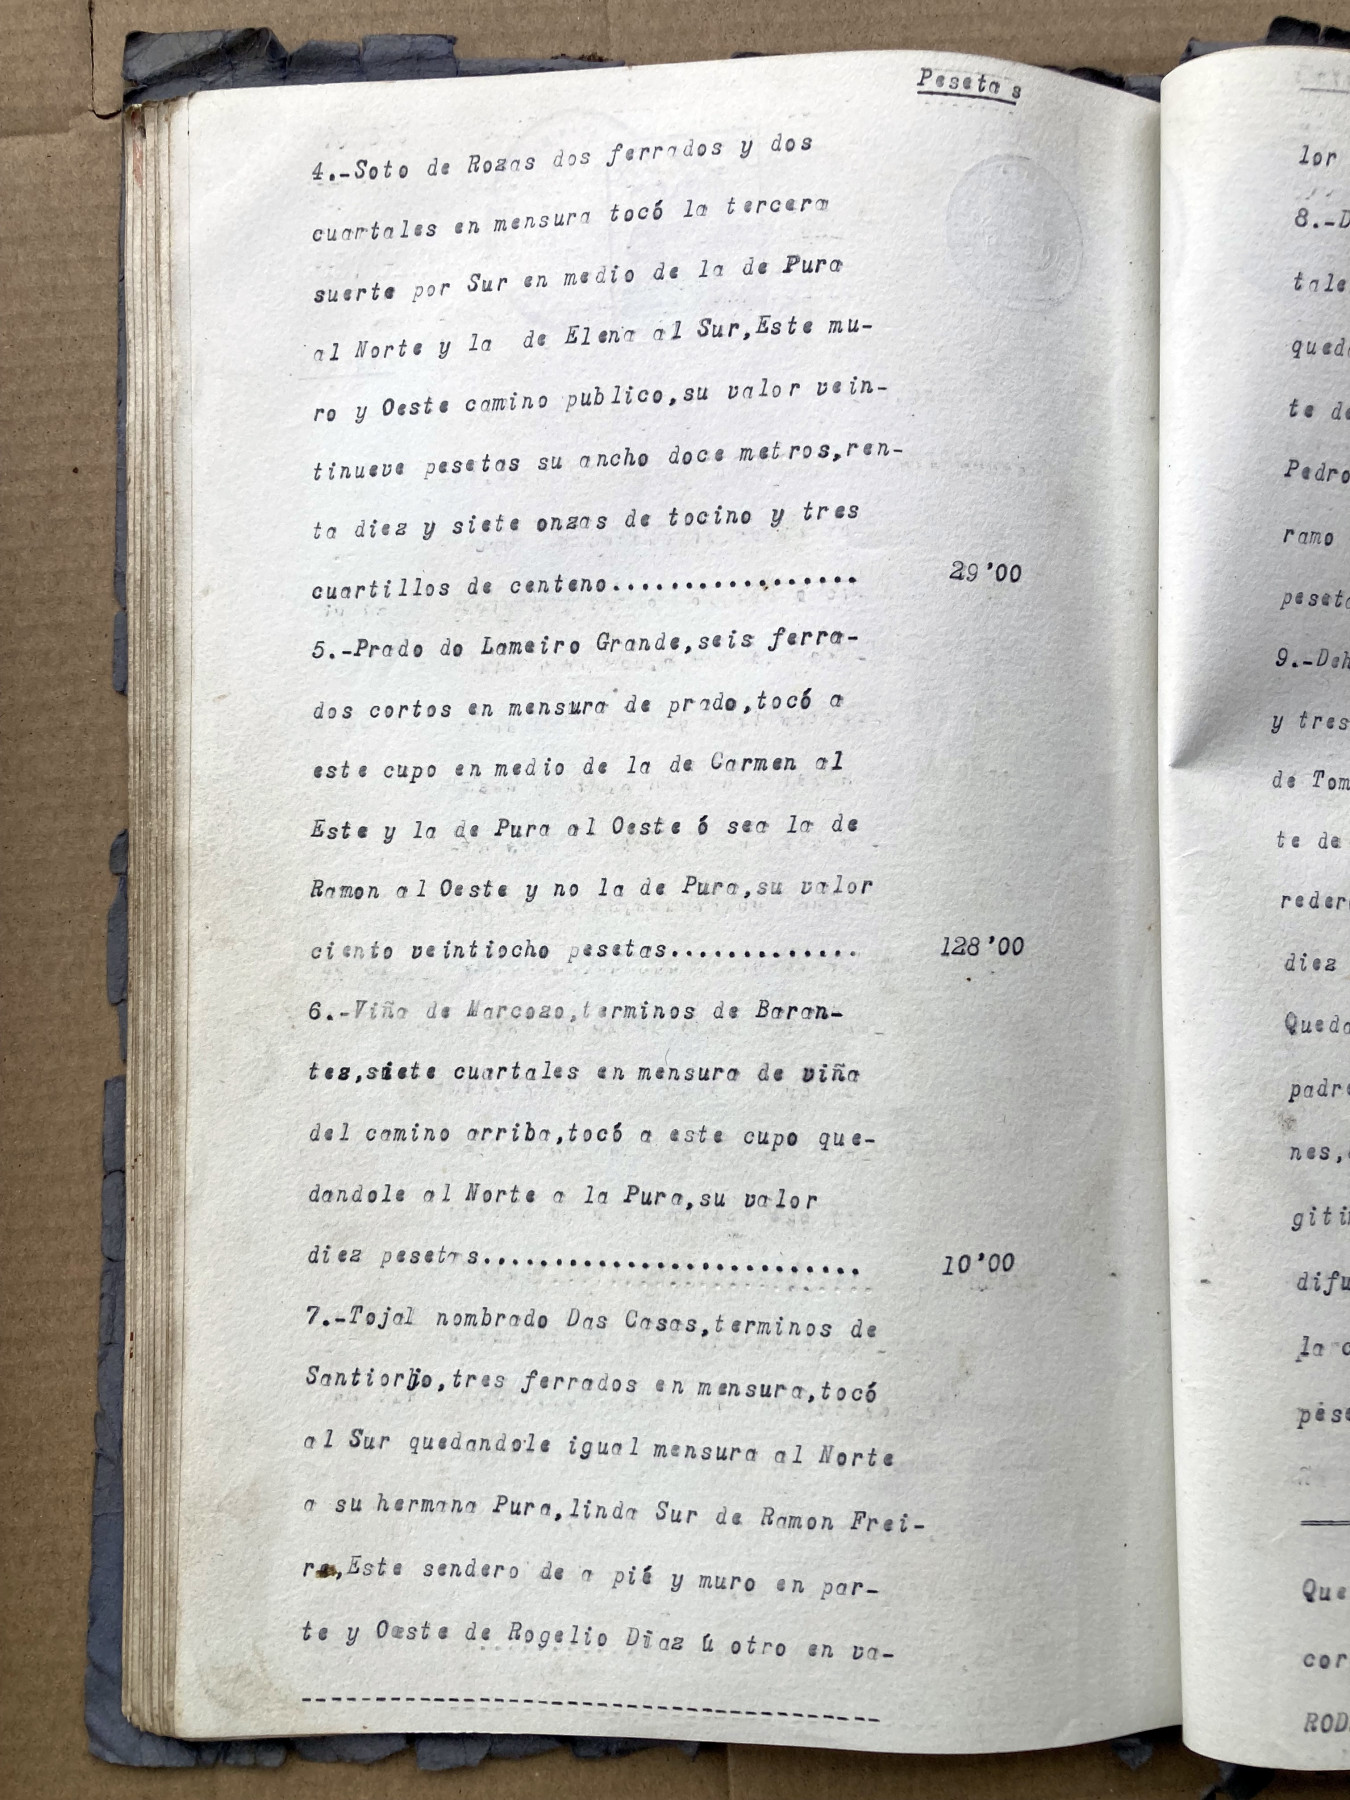 Pesetas
4.-Soto de Rozas dos ferrados y dos
cuartales en mensura tocó la tercera
suerte por Sur en medio de la de Pura
al Norte y la de Elena al Sur,Este mu-
ro y Oeste camino publico,su valor vein-
tinueve pesetas su ancho doce metros,ren-
ta diez y siete onzas de tocino y tres
cuartillos de centeno................. 29'00
5.-Prado do Lameiro Grande,seis ferra-
dos cortos en mensura de prado,tocó a
este cupo en medio de la de Carmen al
Este y la de Pura al Oeste ó sea la de
Ramon al Oeste y no la de Pura,su valor
ciento veintiocho pesetas............. 128'00
6.-Viña de Marcozo,terminos de Baran-
tes,siete cuartales en mensura de viña
del camino arriba,tocó a este cupo que-
dandole al Norte a la Pura,su valor
diez pesetas.......................... 10'00
7.-Tojal nombrado Das Casas,terminos de
Santiorjo,tres ferrados en mensura,tocó
al Sur quedandole igual mensura al Norte
a su hermana Pura,linda Sur de Ramon Frei-
re,Este sendero de a pié y muro en par-
te y Oeste de Rogelio Diaz ú otro en va-
lor
8.-D
tale
qued
te de
Pedro
ramo
peset
9.-Deh
y tres
de Tom
te de
reder
diez
Queda
padre
nes,
giti
difu
la
pese
Que
cor
ROD